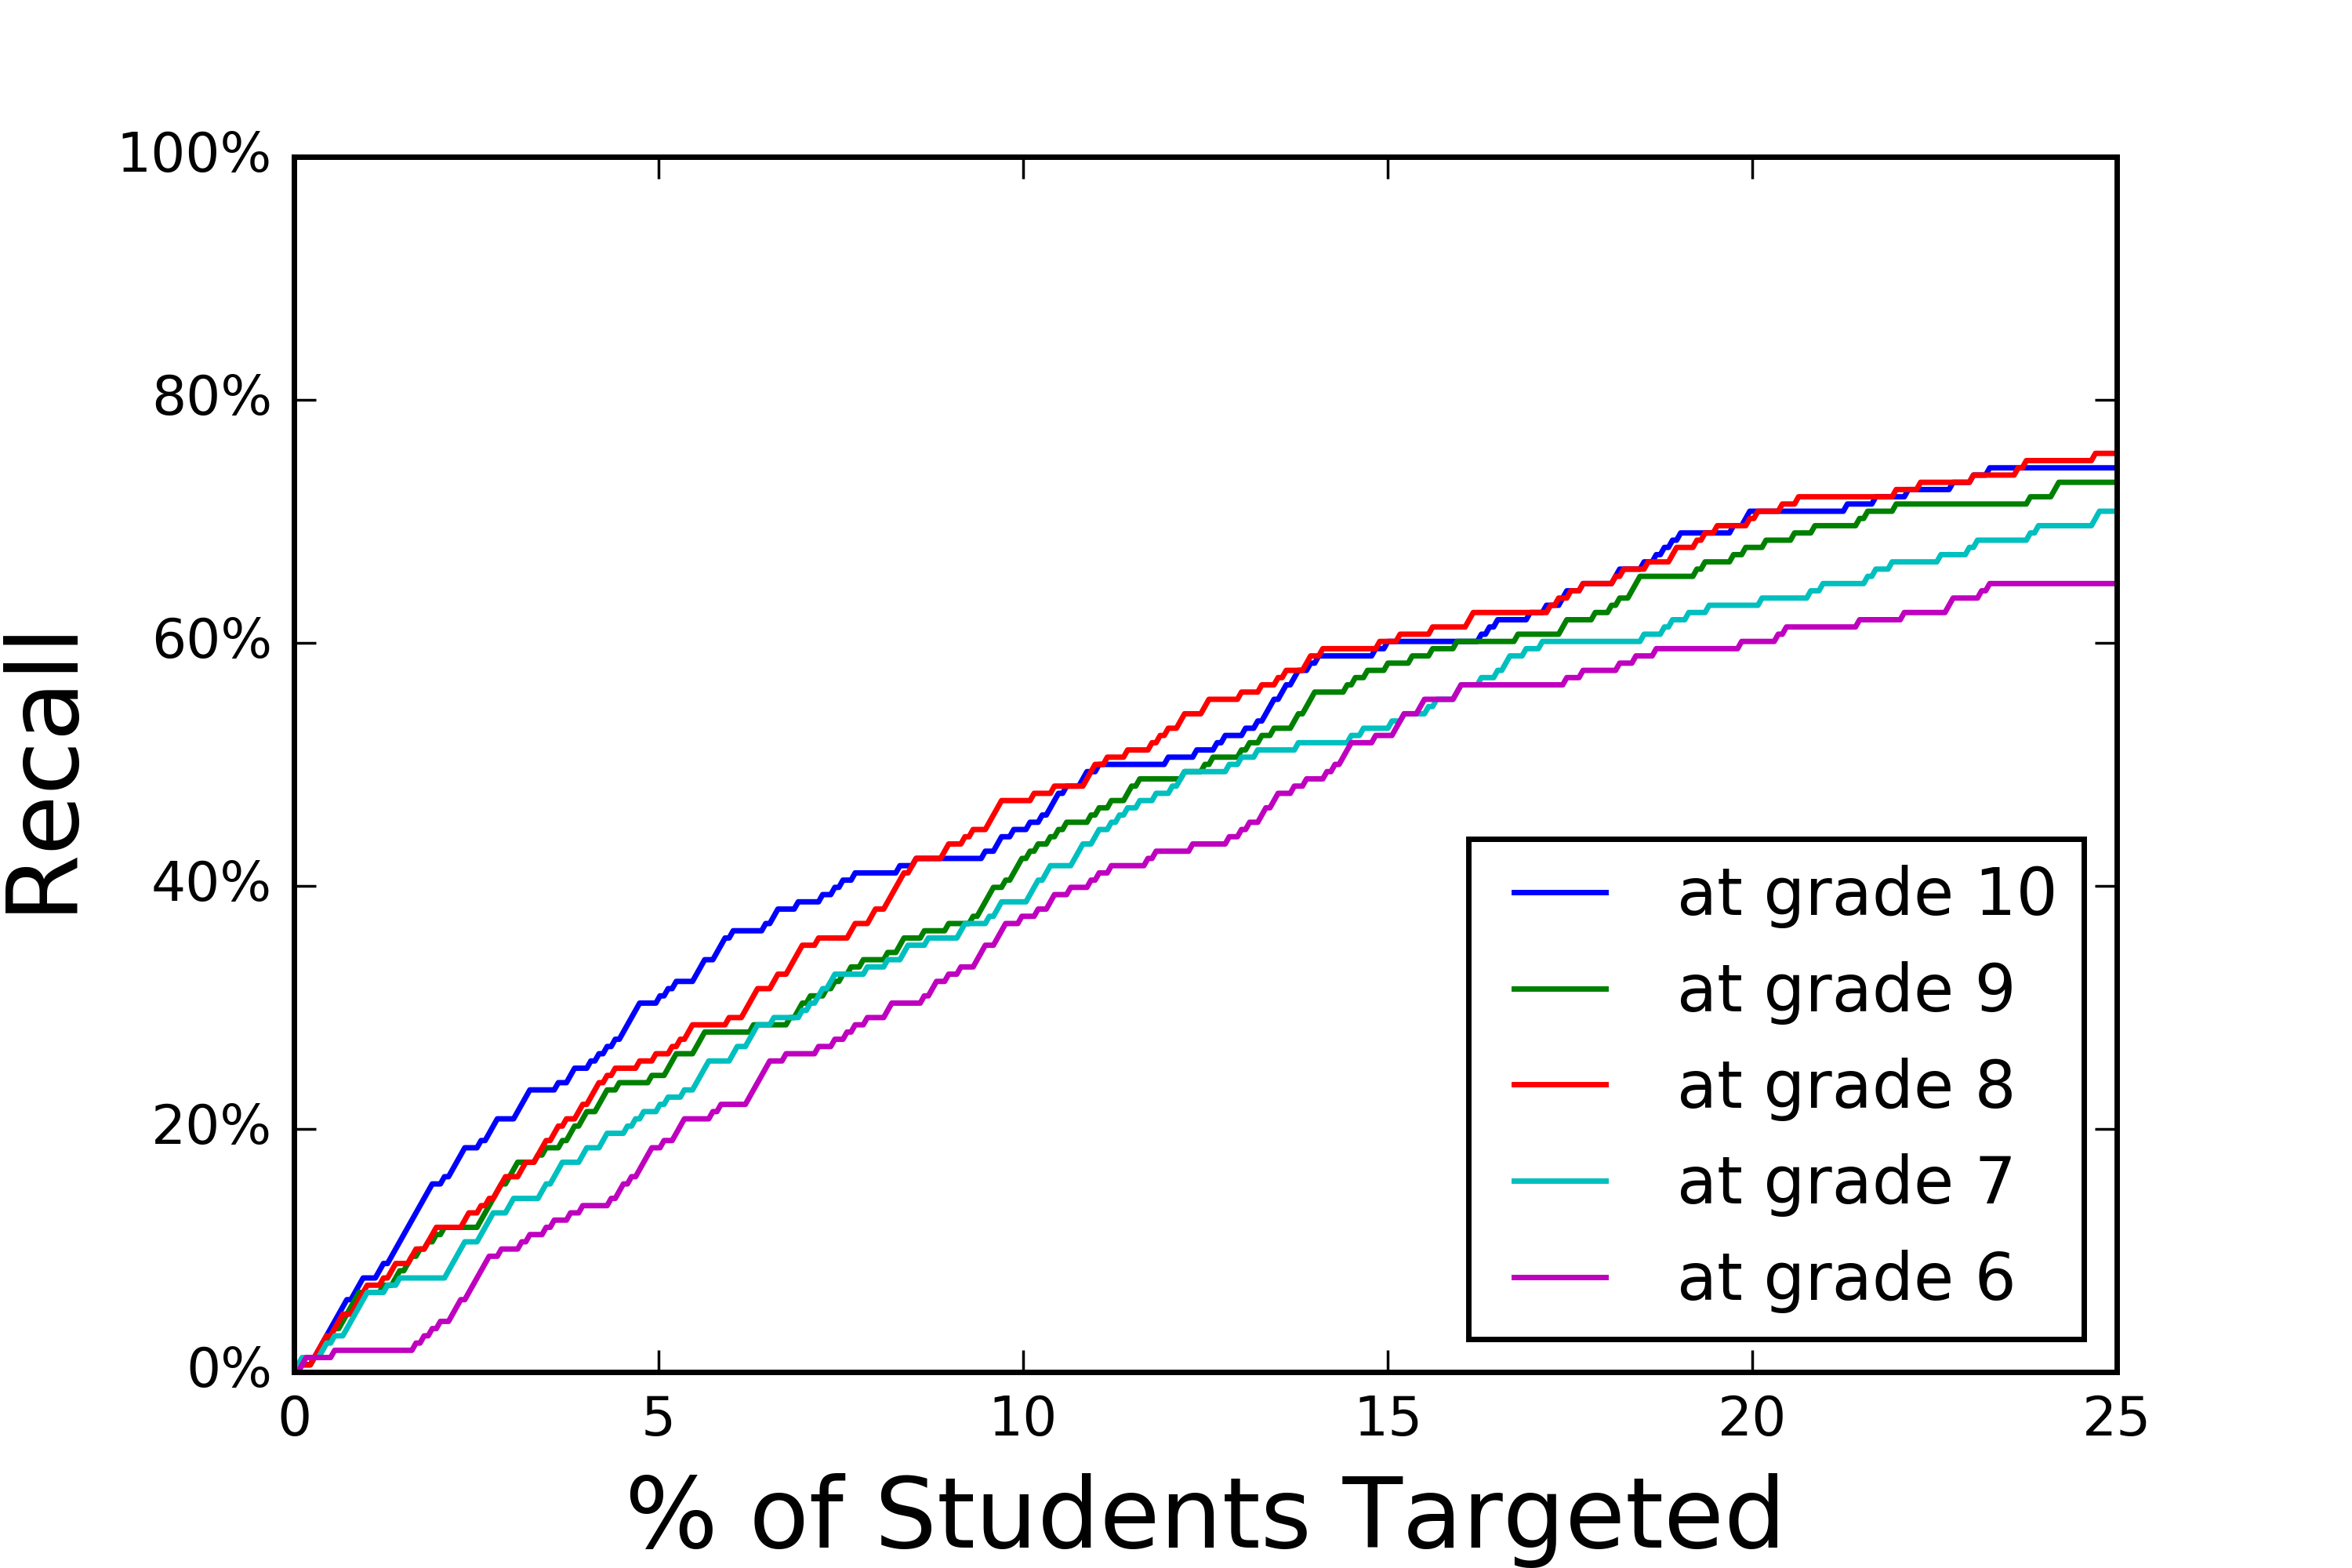 100%
80%
60%
40%
20%
0%
Recall
0 5 10 15 20 25
% of Students Targeted
at grade 10
at grade 9
at grade 8
at grade 7
at grade 6